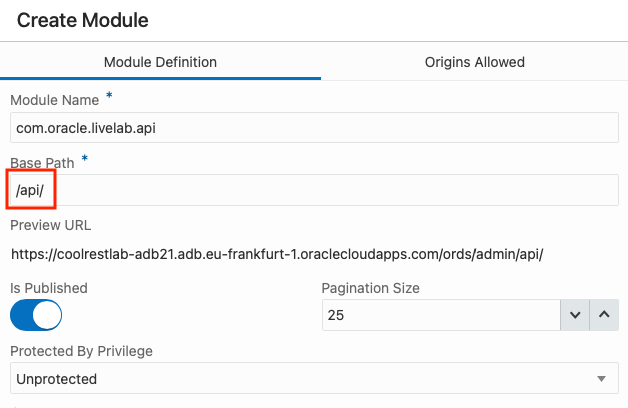 Create Module
Module Definition
Origins Allowed
Module Name *
com.oracle.livelab.api
Base Path *
/api/
Preview URL
https://coolrestlab-adb21.adb.eu-frankfurt-1.oraclecloudapps.com/ords/admin/api/
Is Published
Pagination Size
25
Protected By Privilege
Unprotected